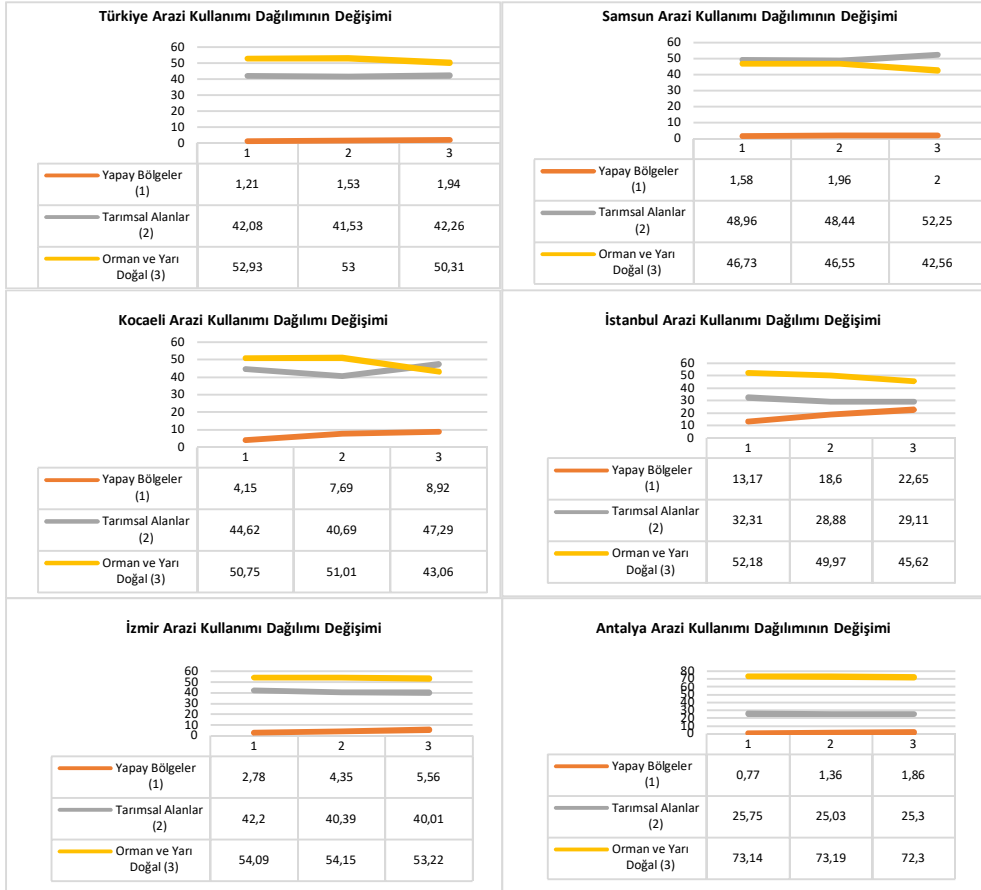 Türkiye Arazi Kullanımı Dağılımının Değişimi
60
50
40
30
20
10
0
1 2 3
Yapay Bölgeler (1) 1,21 1,53 1,94
Tarımsal Alanlar (2) 42,08 41,53 42,26
Orman ve Yarı Doğal (3) 52,93 53 50,31
Samsun Arazi Kullanımı Dağılımının Değişimi
60
50
40
30
20
10
0
1 2 3
Yapay Bölgeler (1) 1,58 1,96 2
Tarımsal Alanlar (2) 48,96 48,44 52,25
Orman ve Yarı Doğal (3) 46,73 46,55 42,56
Kocaeli Arazi Kullanımı Dağılımı Değişimi
60
50
40
30
20
10
0
1 2 3
Yapay Bölgeler (1) 4,15 7,69 8,92
Tarımsal Alanlar (2) 44,62 40,69 47,29
Orman ve Yarı Doğal (3) 50,75 51,01 43,06
İstanbul Arazi Kullanımı Dağılımı Değişimi
60
50
40
30
20
10
0
1 2 3
Yapay Bölgeler (1) 13,17 18,6 22,65
Tarımsal Alanlar (2) 32,31 28,88 29,11
Orman ve Yarı Doğal (3) 52,18 49,97 45,62
İzmir Arazi Kullanımı Dağılımı Değişimi
60
50
40
30
20
10
0
1 2 3
Yapay Bölgeler (1) 2,78 4,35 5,56
Tarımsal Alanlar (2) 42,2 40,39 40,01
Orman ve Yarı Doğal (3) 54,09 54,15 53,22
Antalya Arazi Kullanımı Dağılımının Değişimi
80
70
60
50
40
30
20
10
0
1 2 3
Yapay Bölgeler (1) 0,77 1,36 1,86
Tarımsal Alanlar (2) 25,75 25,03 25,3
Orman ve Yarı Doğal (3) 73,14 73,19 72,3